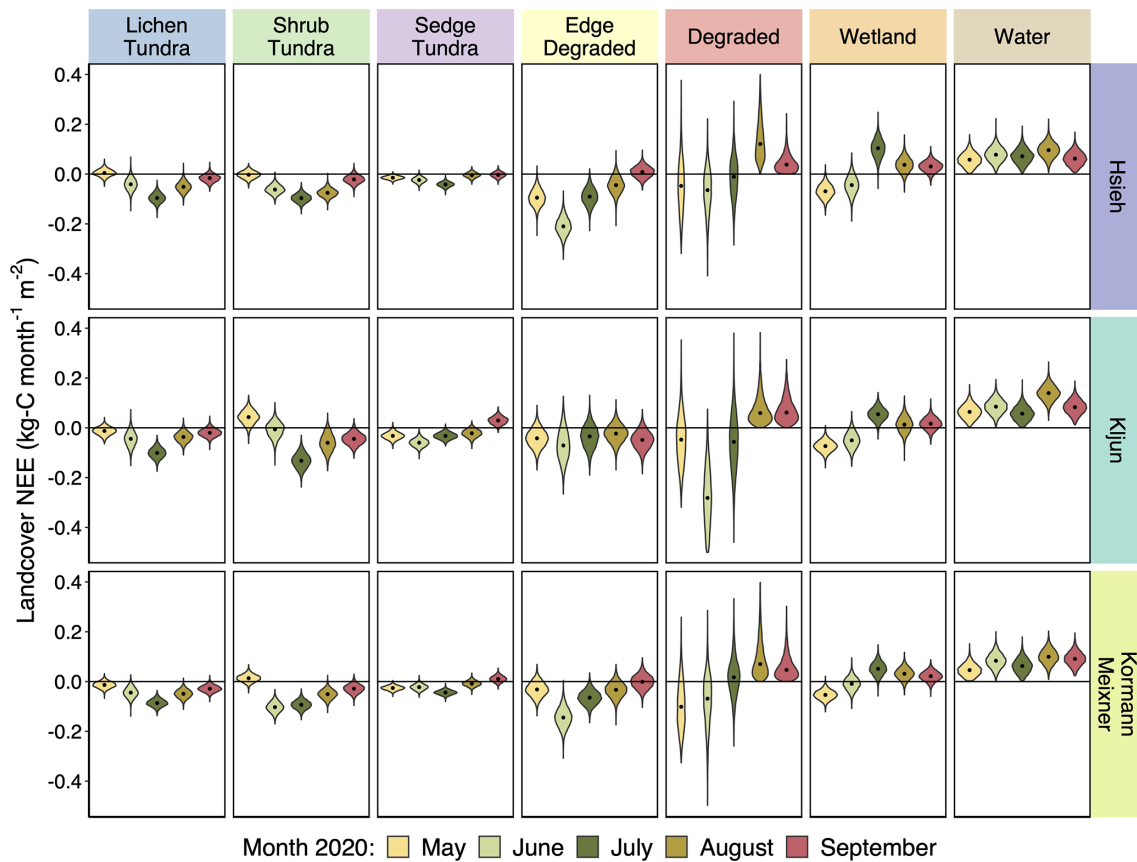 Lichen
Tundra
Shrub
Tundra
Sedge
Tundra
Edge
Degraded
Degraded
Wetland
Water
Landcover NEE (kg-C month⁻¹ m⁻²)
0.4
0.2
0.0
-0.2
-0.4
Hsieh
0.4
0.2
0.0
-0.2
-0.4
Kljun
0.4
0.2
0.0
-0.2
-0.4
Kormann
Meixner
Month 2020: May June July August September